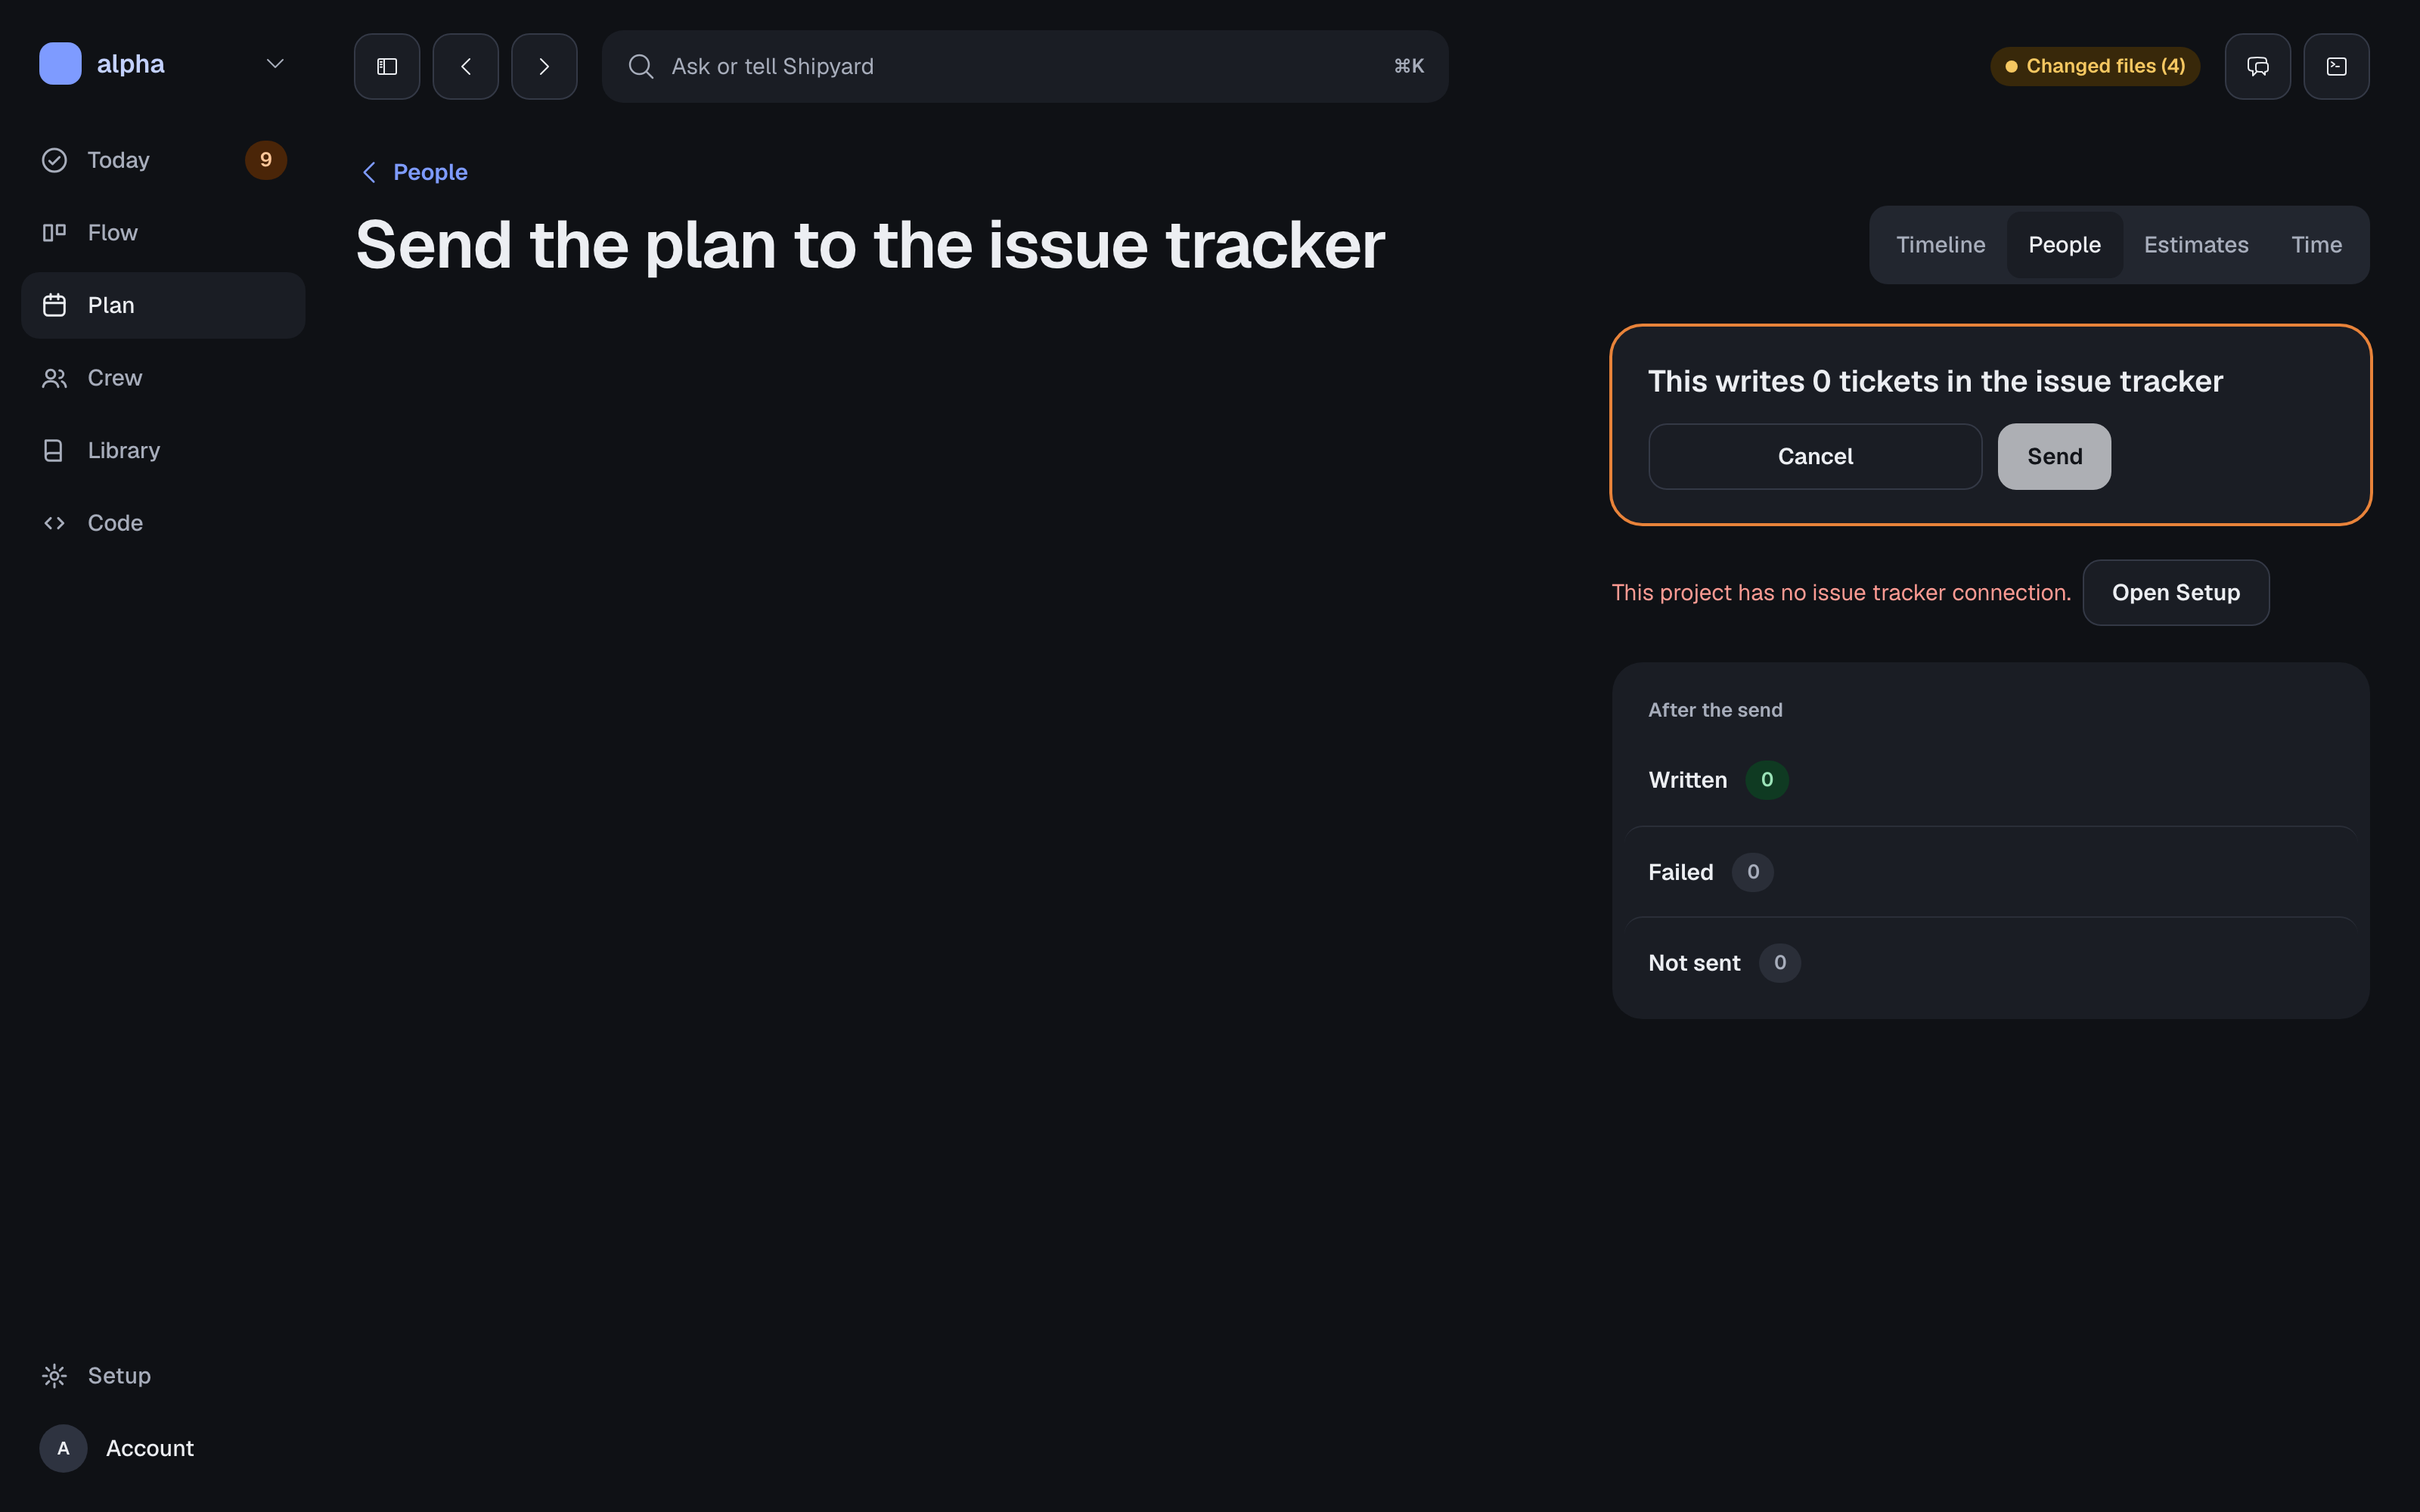 alpha
Ask or tell Shipyard
⌘K
Changed files (4)
Today
9
Flow
Plan
Crew
Library
Code
People
Send the plan to the issue tracker
Timeline
People
Estimates
Time
This writes 0 tickets in the issue tracker
Cancel
Send
This project has no issue tracker connection.
Open Setup
After the send
Written 0
Failed 0
Not sent 0
Setup
A
Account